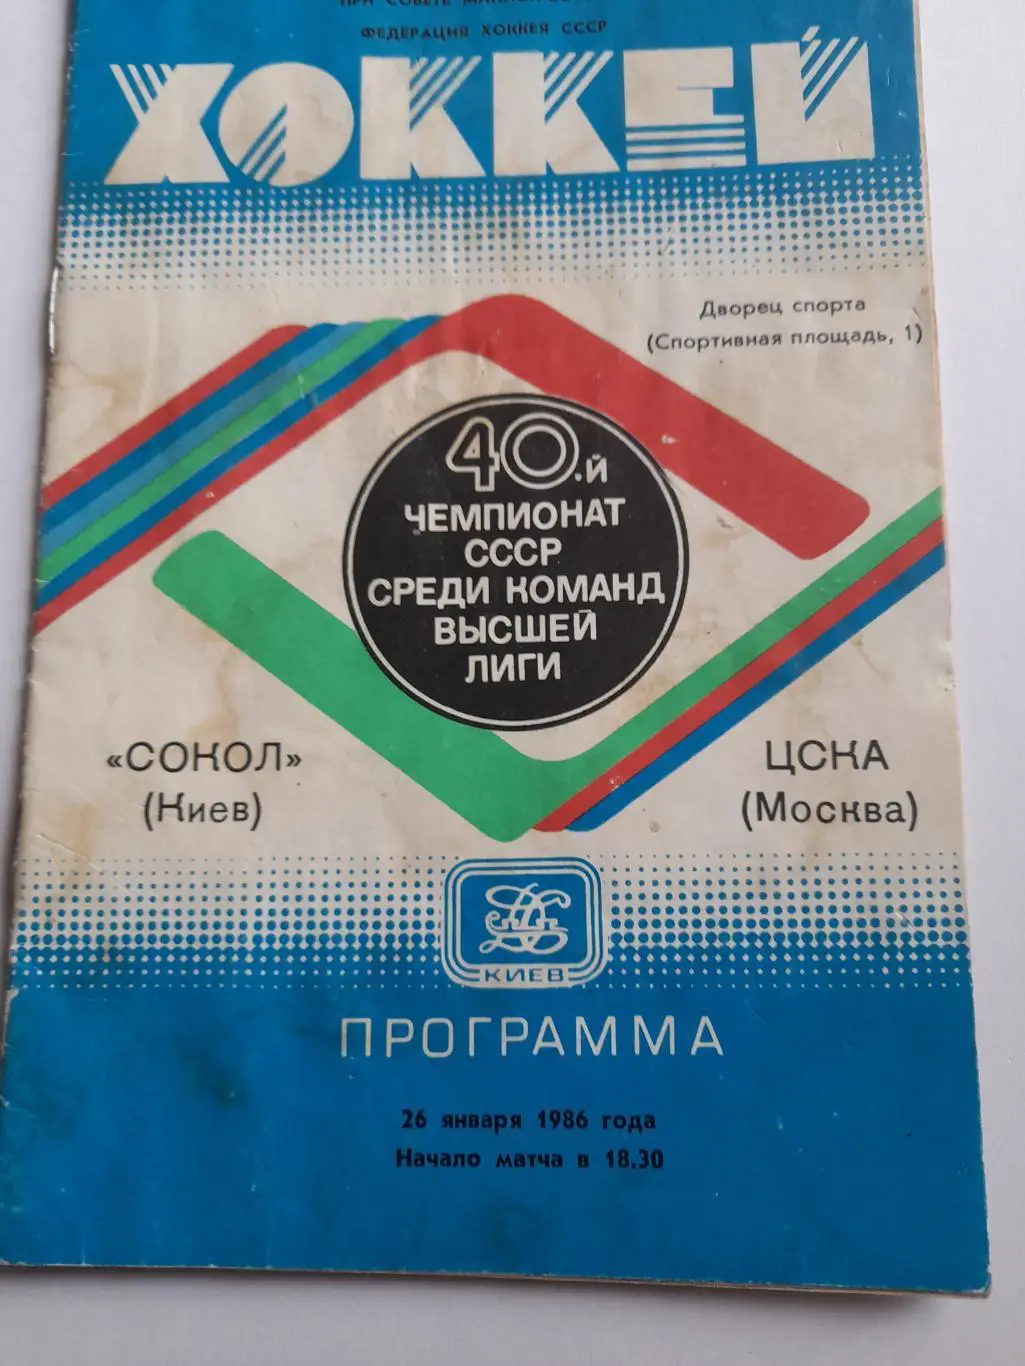 ФЕДЕРАЦИЯ ХОККЕЯ СССР
ХОККЕЙ
Дворец спорта
(Спортивная площадь, 1)
40-й
ЧЕМПИОНАТ
СССР
СРЕДИ КОМАНД
ВЫСШЕЙ
ЛИГИ
«СОКОЛ»
(Киев)
ЦСКА
(Москва)
КИЕВ
ПРОГРАММА
26 января 1986 года
Начало матча в 18.30